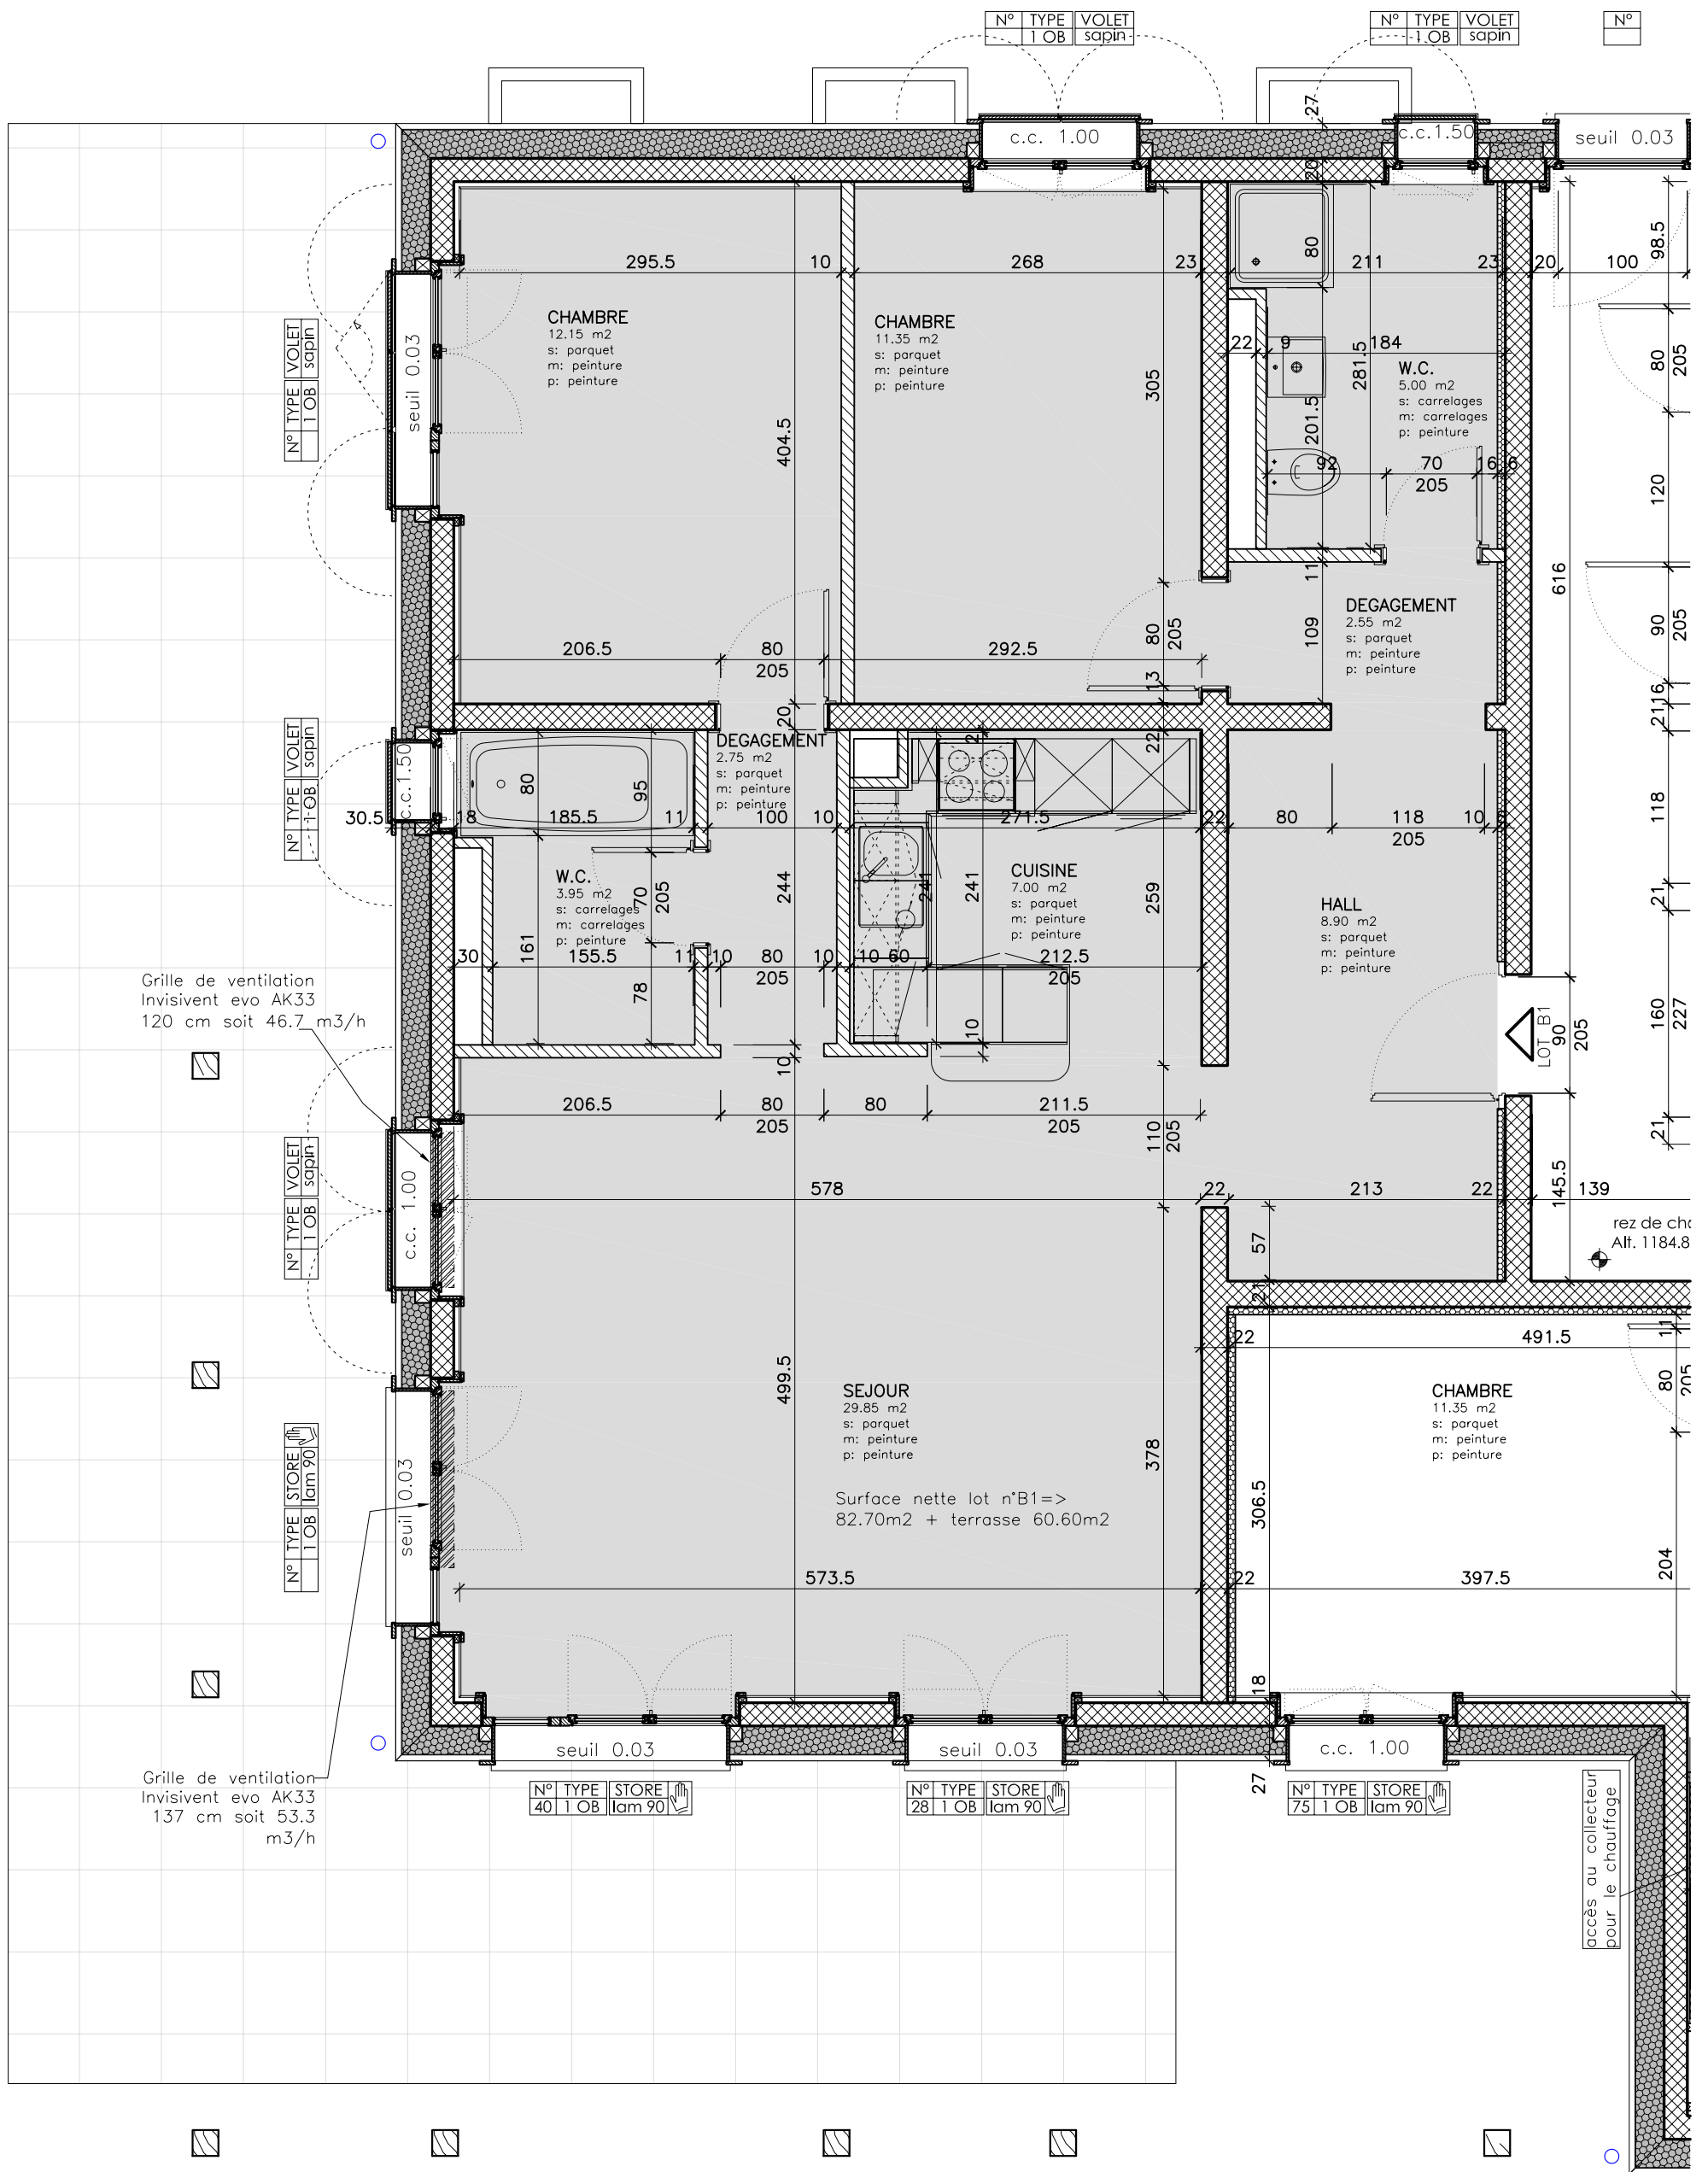 N° TYPE VOLET
1 OB sapin
N° TYPE VOLET
1 OB sapin
N°
27
c.c. 1.00
c.c.1.50
seuil 0.03
20
80
98.5
295.5 10 268 23 211 23 20 100
CHAMBRE
12.15 m2
s: parquet
m: peinture
p: peinture
CHAMBRE
11.35 m2
s: parquet
m: peinture
p: peinture
N° TYPE VOLET
1 OB sapin
seuil 0.03
22 9 184
281.5
305
404.5
201.5
W.C.
5.00 m2
s: carrelages
m: carrelages
p: peinture
80
205
92 70 16 6
205
120
616
11
109
DEGAGEMENT
2.55 m2
s: parquet
m: peinture
p: peinture
90
205
206.5 80 292.5
205
80
205
13
20
16
21
N° TYPE VOLET
1 OB sapin
c.c. 1.50
DEGAGEMENT
2.75 m2
s: parquet
m: peinture
p: peinture
80
95
22
2
30.5 18 185.5 11 100 10 271.5 22 80 118 10
205
118
W.C.
3.95 m2
s: carrelages
m: carrelages
p: peinture
70
205
244
241
241
CUISINE
7.00 m2
s: parquet
m: peinture
p: peinture
259
HALL
8.90 m2
s: parquet
m: peinture
p: peinture
21
161
30 155.5 11 10 80 10 10 60 212.5
205 205
78
10
10
Grille de ventilation
Invisivent evo AK33
120 cm soit 46.7 m3/h
LOT B1
90
205
160
227
206.5 80 80 211.5
205 205
110
205
21
145.5
N° TYPE VOLET
1 OB sapin
c.c. 1.00
578 22 213 22 139
57
21
rez de cha
Alt. 1184.8
22 491.5
11
80
205
499.5
SEJOUR
29.85 m2
s: parquet
m: peinture
p: peinture
378
CHAMBRE
11.35 m2
s: parquet
m: peinture
p: peinture
N° TYPE STORE
1 OB lam 90
seuil 0.03
Surface nette lot n°B1=>
82.70m2 + terrasse 60.60m2
306.5
204
573.5 22 397.5
18
seuil 0.03
seuil 0.03
c.c. 1.00
27
Grille de ventilation
Invisivent evo AK33
137 cm soit 53.3
m3/h
N° TYPE STORE
40 1 OB lam 90
N° TYPE STORE
28 1 OB lam 90
N° TYPE STORE
75 1 OB lam 90
accès au collecteur
pour le chauffage